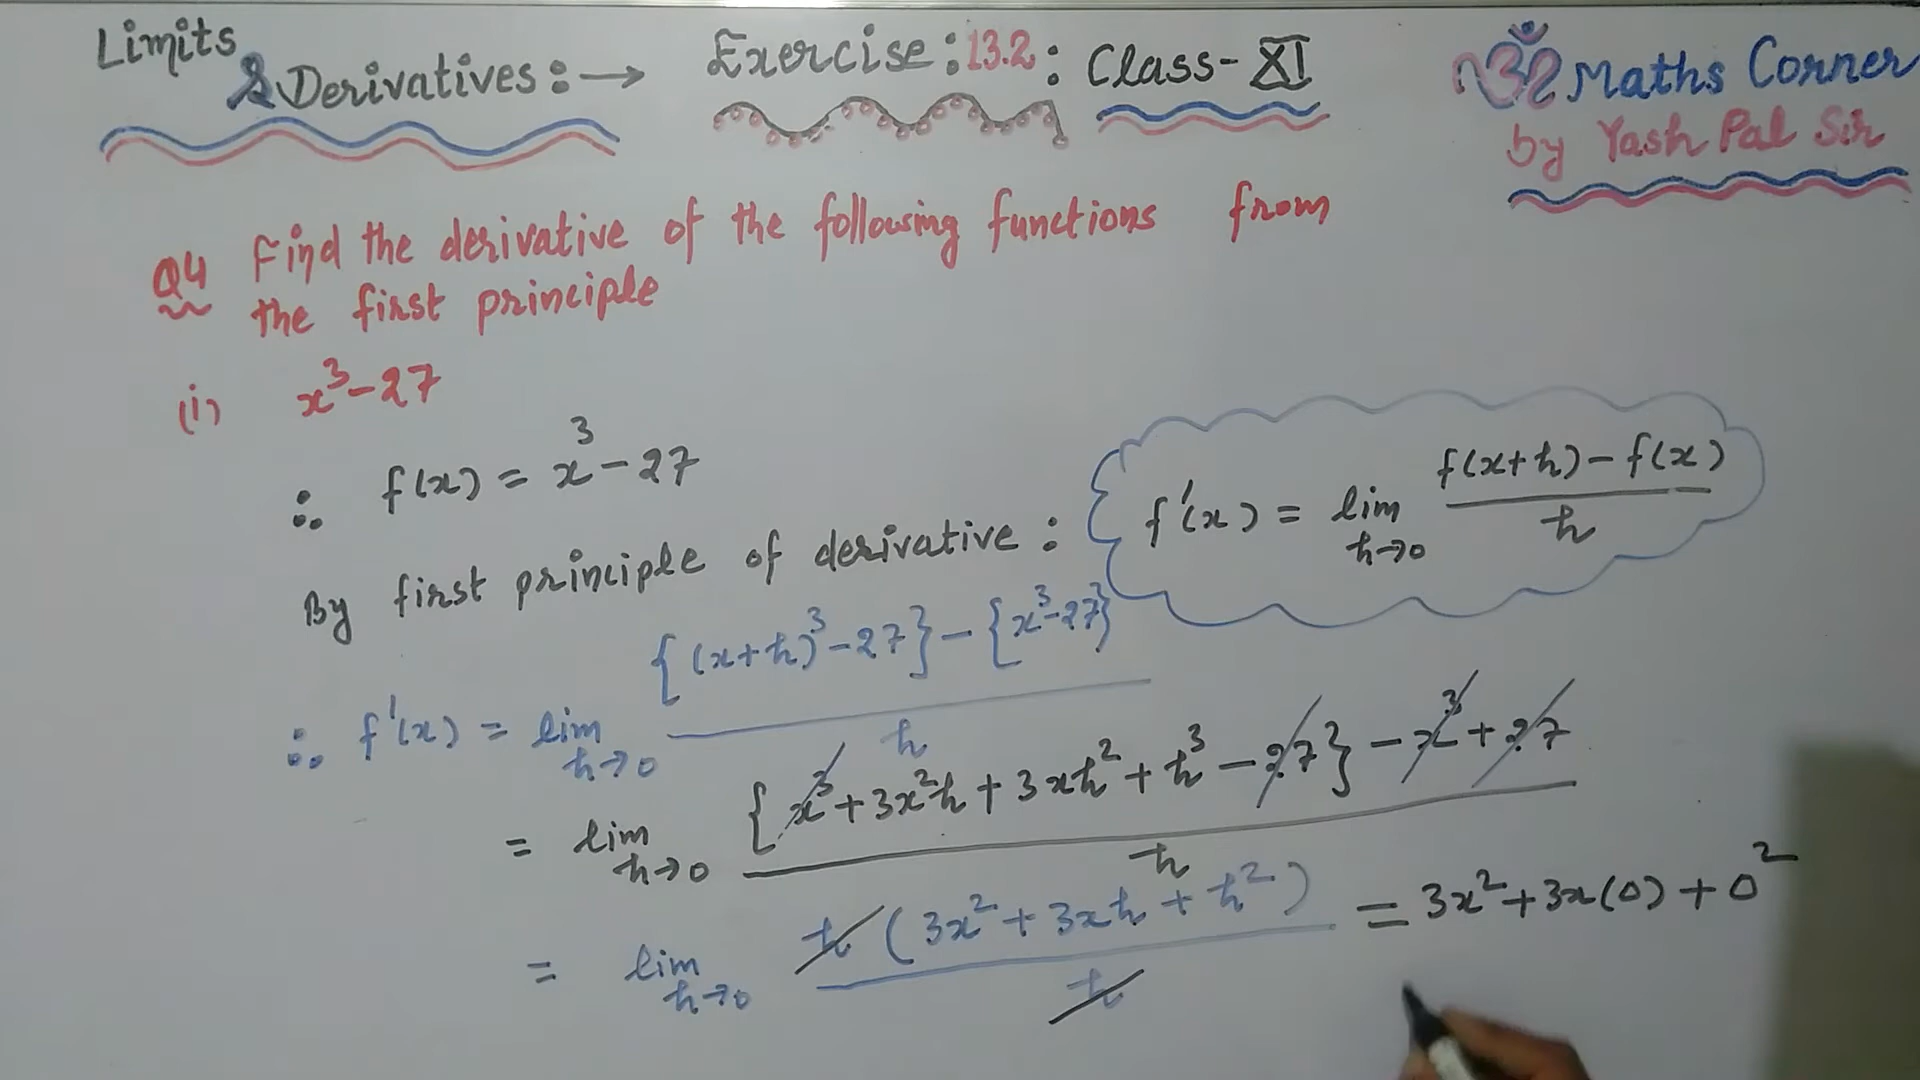 Limits & Derivatives :→ Exercise : 13.2 : Class-XI
ॐ Maths Corner
by Yash Pal Sir
Q4 Find the derivative of the following functions from
the first principle
(i) x³-27
∴ f(x) = x³-27
By first principle of derivative : f'(x) = lim h→0 (f(x+h)-f(x))/h
∴ f'(x) = lim h→0 ({(x+h)³-27}-{x³-27})/h
= lim h→0 ({x³+3x²h+3xh²+h³-27}-x³+27)/h
= lim h→0 h(3x²+3xh+h²)/h = 3x²+3x(0)+0²